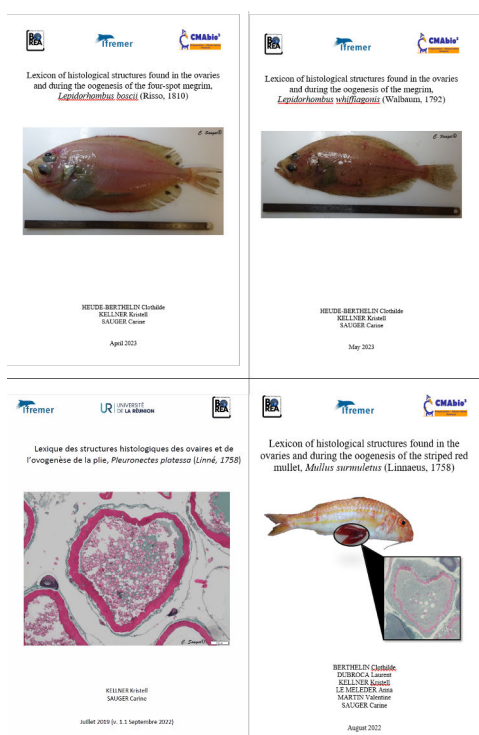 BOREA
Ifremer
CMAbio³
Lexicon of histological structures found in the ovaries
and during the oogenesis of the four-spot megrim,
Lepidorhombus boscii (Risso, 1810)
C. Sauger©
HEUDE-BERTHELIN Clothilde
KELLNER Kristell
SAUGER Carine
April 2023
BOREA
Ifremer
CMAbio³
Lexicon of histological structures found in the ovaries
and during the oogenesis of the megrim,
Lepidorhombus whiffiagonis (Walbaum, 1792)
C. Sauger©
HEUDE-BERTHELIN Clothilde
KELLNER Kristell
SAUGER Carine
May 2023
Ifremer
UR UNIVERSITÉ
DE LA RÉUNION
BOREA
Lexique des structures histologiques des ovaires et de
l'ovogenèse de la plie, Pleuronectes platessa (Linné, 1758)
C. Sauger©
KELLNER Kristell
SAUGER Carine
Juillet 2019 (v. 1.1 Septembre 2022)
BOREA
Ifremer
CMAbio³
Lexicon of histological structures found in the
ovaries and during the oogenesis of the striped red
mullet, Mullus surmuletus (Linnaeus, 1758)
BERTHELIN Clothilde
DUBROCA Laurent
KELLNER Kristell
LE MELEDER Anna
MARTIN Valentine
SAUGER Carine
August 2022